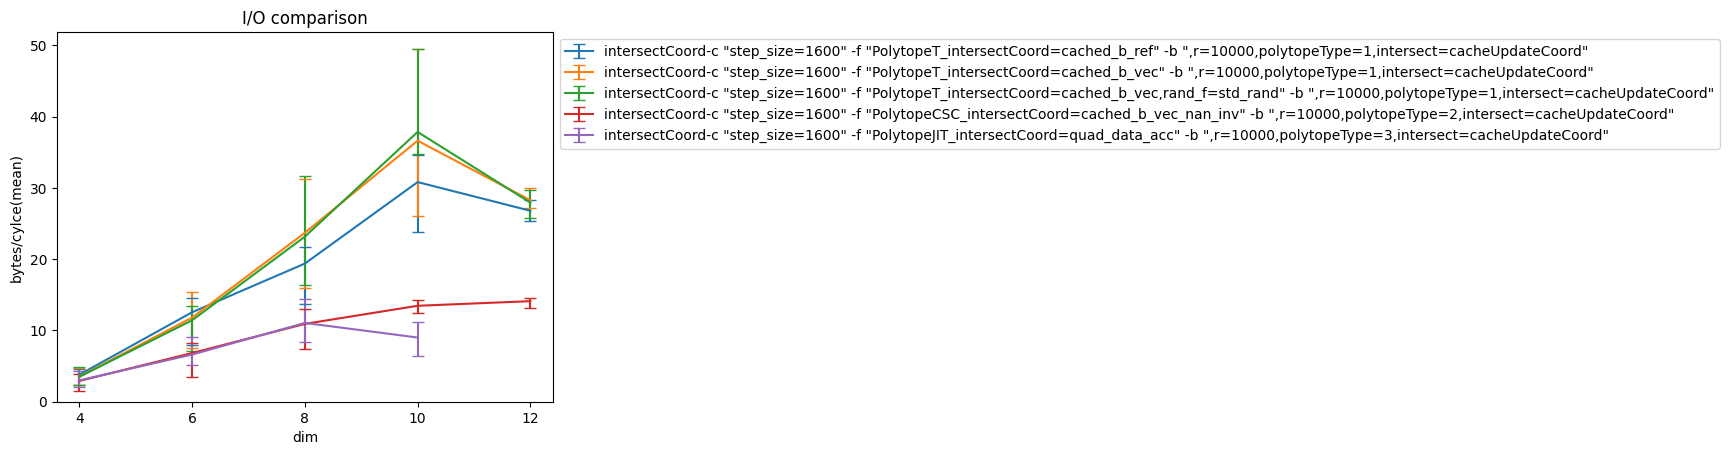 I/O comparison
bytes/cylce(mean)
50
40
30
20
10
0
4 6 8 10 12
dim
intersectCoord-c "step_size=1600" -f "PolytopeT_intersectCoord=cached_b_ref" -b ",r=10000,polytopeType=1,intersect=cacheUpdateCoord"
intersectCoord-c "step_size=1600" -f "PolytopeT_intersectCoord=cached_b_vec" -b ",r=10000,polytopeType=1,intersect=cacheUpdateCoord"
intersectCoord-c "step_size=1600" -f "PolytopeT_intersectCoord=cached_b_vec,rand_f=std_rand" -b ",r=10000,polytopeType=1,intersect=cacheUpdateCoord"
intersectCoord-c "step_size=1600" -f "PolytopeCSC_intersectCoord=cached_b_vec_nan_inv" -b ",r=10000,polytopeType=2,intersect=cacheUpdateCoord"
intersectCoord-c "step_size=1600" -f "PolytopeJIT_intersectCoord=quad_data_acc" -b ",r=10000,polytopeType=3,intersect=cacheUpdateCoord"